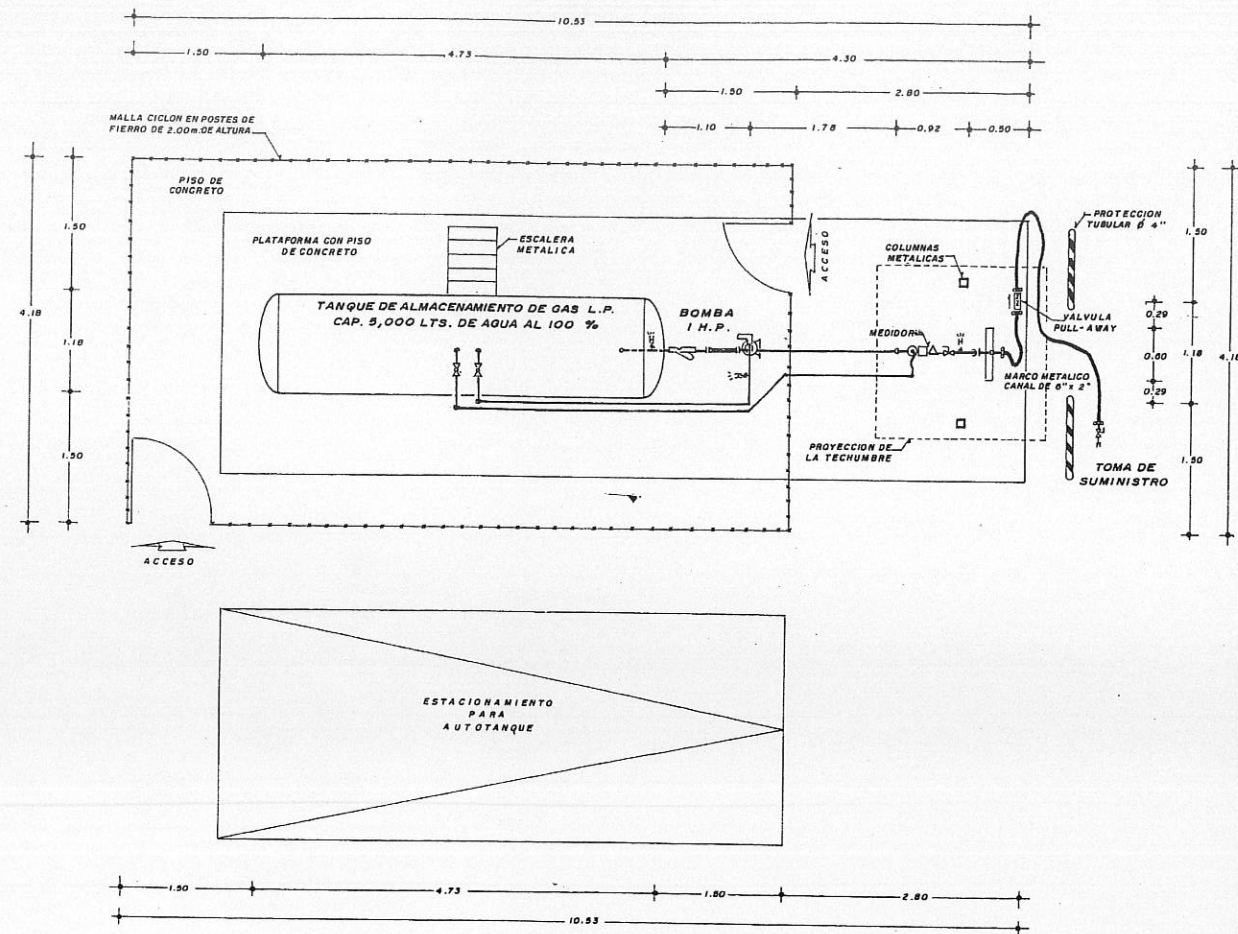 10.53
1.50
4.73
4.30
1.50
2.80
1.10
1.78
0.92
0.50
MALLA CICLON EN POSTES DE
FIERRO DE 2.00m.DE ALTURA
PISO DE
CONCRETO
PLATAFORMA CON PISO
DE CONCRETO
ESCALERA
METALICA
ACCESO
COLUMNAS
METALICAS
PROTECCION
TUBULAR Ø 4"
4.18
1.50
1.18
1.50
TANQUE DE ALMACENAMIENTO DE GAS L.P.
CAP. 5,000 LTS. DE AGUA AL 100 %
BOMBA
1 H.P.
MEDIDOR
VALVULA
PULL-AWAY
MARCO METALICO
CANAL DE 6" x 2"
1.50
0.29
0.60
0.29
1.18
1.50
4.18
PROYECCION DE
LA TECHUMBRE
TOMA DE
SUMINISTRO
ACCESO
ESTACIONAMIENTO
PARA
AUTOTANQUE
1.50
4.73
1.50
2.80
10.53